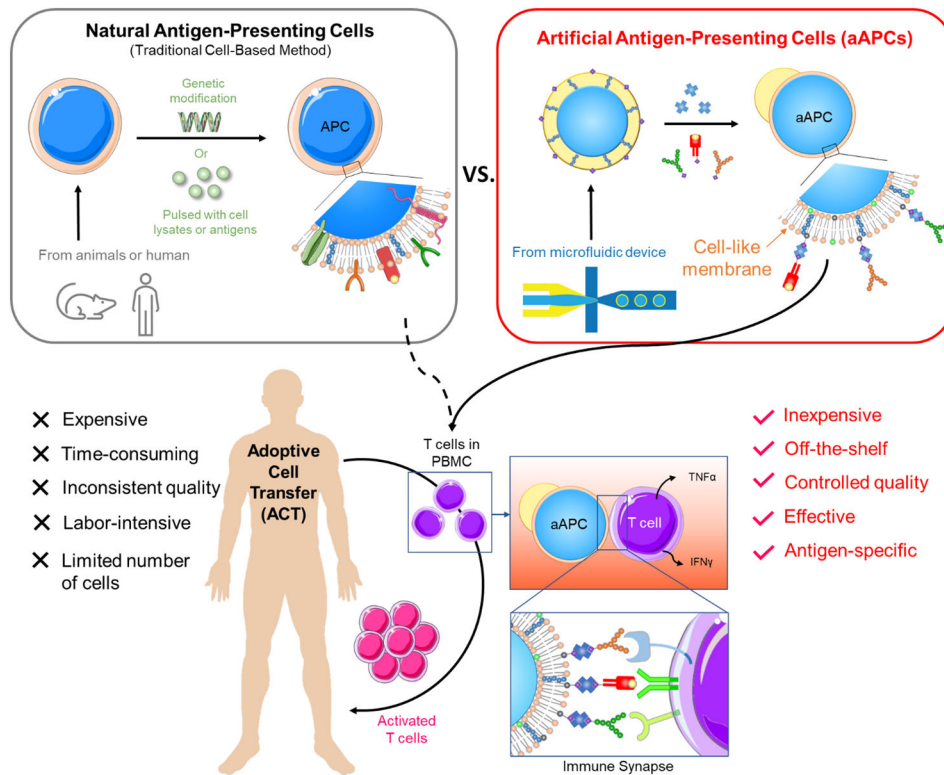 Natural Antigen-Presenting Cells
(Traditional Cell-Based Method)
Genetic
modification
Or
Pulsed with cell
lysates or antigens
APC
From animals or human
VS.
Artificial Antigen-Presenting Cells (aAPCs)
aAPC
From microfluidic device
Cell-like
membrane
Expensive
Time-consuming
Inconsistent quality
Labor-intensive
Limited number
of cells
Adoptive
Cell
Transfer
(ACT)
T cells in
PBMC
aAPC
T cell
TNFα
IFNγ
Activated
T cells
Immune Synapse
Inexpensive
Off-the-shelf
Controlled quality
Effective
Antigen-specific